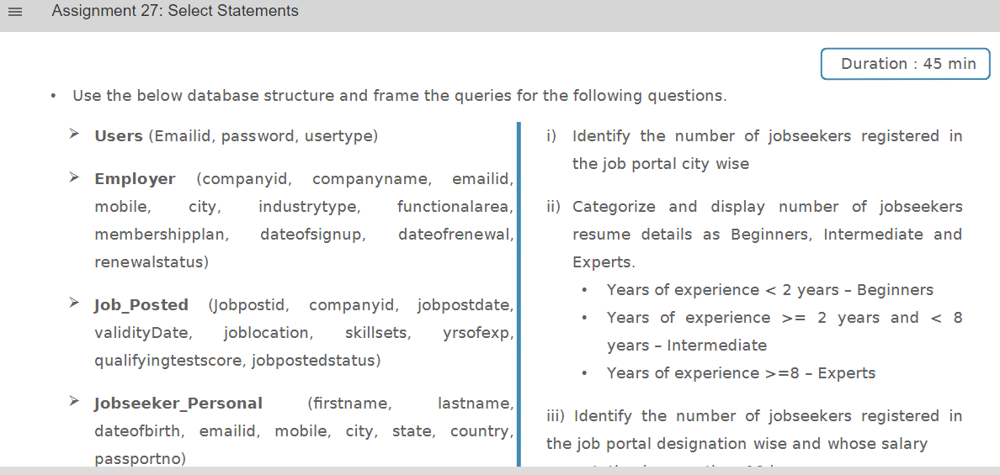 Assignment 27: Select Statements
Duration : 45 min
• Use the below database structure and frame the queries for the following questions.
➢ Users (Emailid, password, usertype)
➢ Employer (companyid, companyname, emailid,
mobile, city, industrytype, functionalarea,
membershipplan, dateofsignup, dateofrenewal,
renewalstatus)
➢ Job_Posted (Jobpostid, companyid, jobpostdate,
validityDate, joblocation, skillsets, yrsofexp,
qualifyingtestscore, jobpostedstatus)
➢ Jobseeker_Personal (firstname, lastname,
dateofbirth, emailid, mobile, city, state, country,
passportno)
i) Identify the number of jobseekers registered in
the job portal city wise
ii) Categorize and display number of jobseekers
resume details as Beginners, Intermediate and
Experts.
• Years of experience < 2 years – Beginners
• Years of experience >= 2 years and < 8
years – Intermediate
• Years of experience >=8 – Experts
iii) Identify the number of jobseekers registered in
the job portal designation wise and whose salary